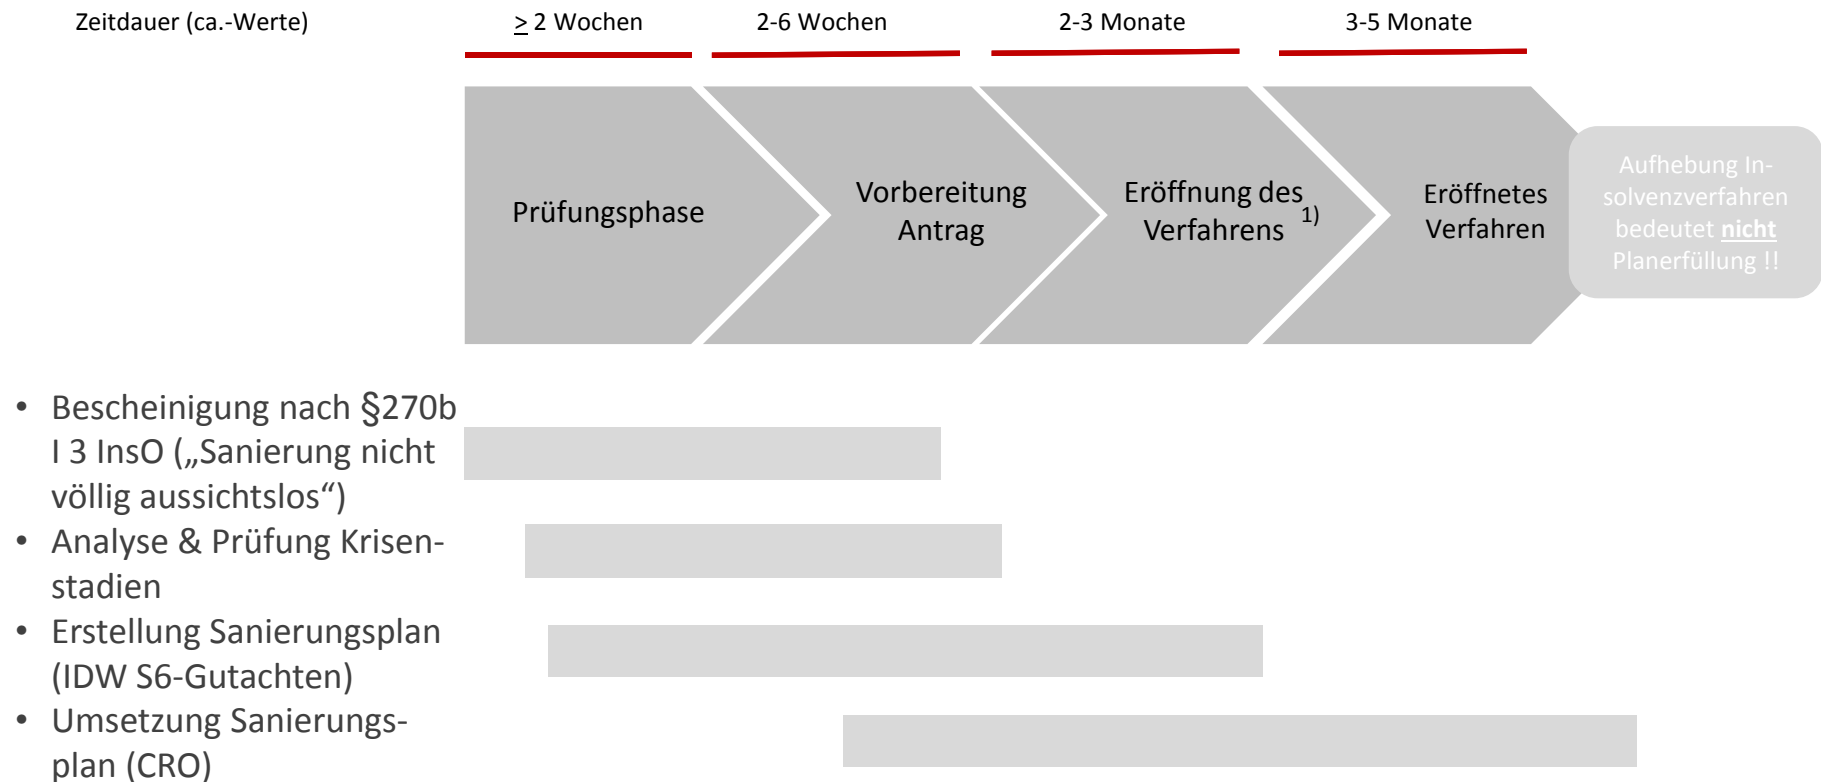 Zeitdauer (ca.-Werte)
≥ 2 Wochen
2-6 Wochen
2-3 Monate
3-5 Monate
Prüfungsphase
Vorbereitung
Antrag
Eröffnung des
Verfahrens 1)
Eröffnetes
Verfahren
Aufhebung In-
solvenzverfahren
bedeutet nicht
Planerfüllung !!
• Bescheinigung nach §270b
I 3 InsO („Sanierung nicht
völlig aussichtslos“)
• Analyse & Prüfung Krisen-
stadien
• Erstellung Sanierungsplan
(IDW S6-Gutachten)
• Umsetzung Sanierungs-
plan (CRO)